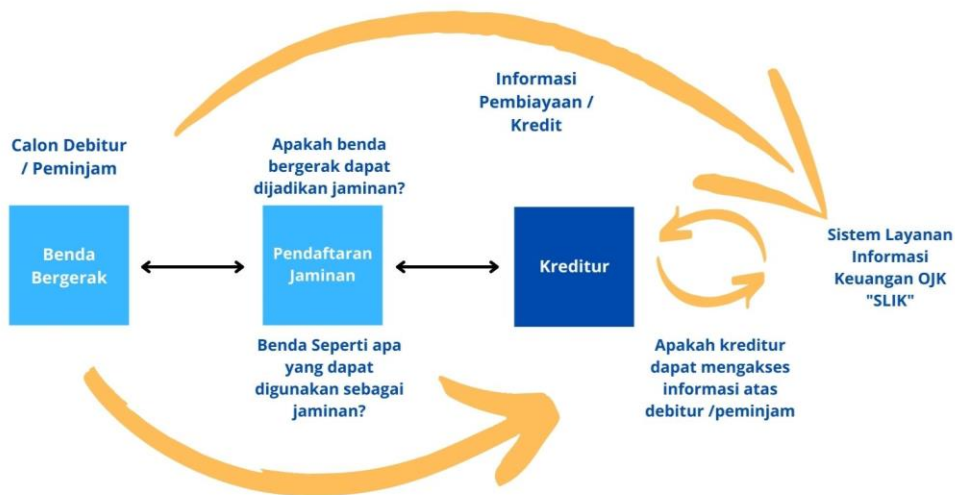 Calon Debitur
/ Peminjam
Benda
Bergerak
Apakah benda
bergerak dapat
dijadikan jaminan?
Pendaftaran
Jaminan
Benda Seperti apa
yang dapat
digunakan sebagai
jaminan?
Informasi
Pembiayaan /
Kredit
Kreditur
Apakah kreditur
dapat mengakses
informasi atas
debitur /peminjam
Sistem Layanan
Informasi
Keuangan OJK
"SLIK"